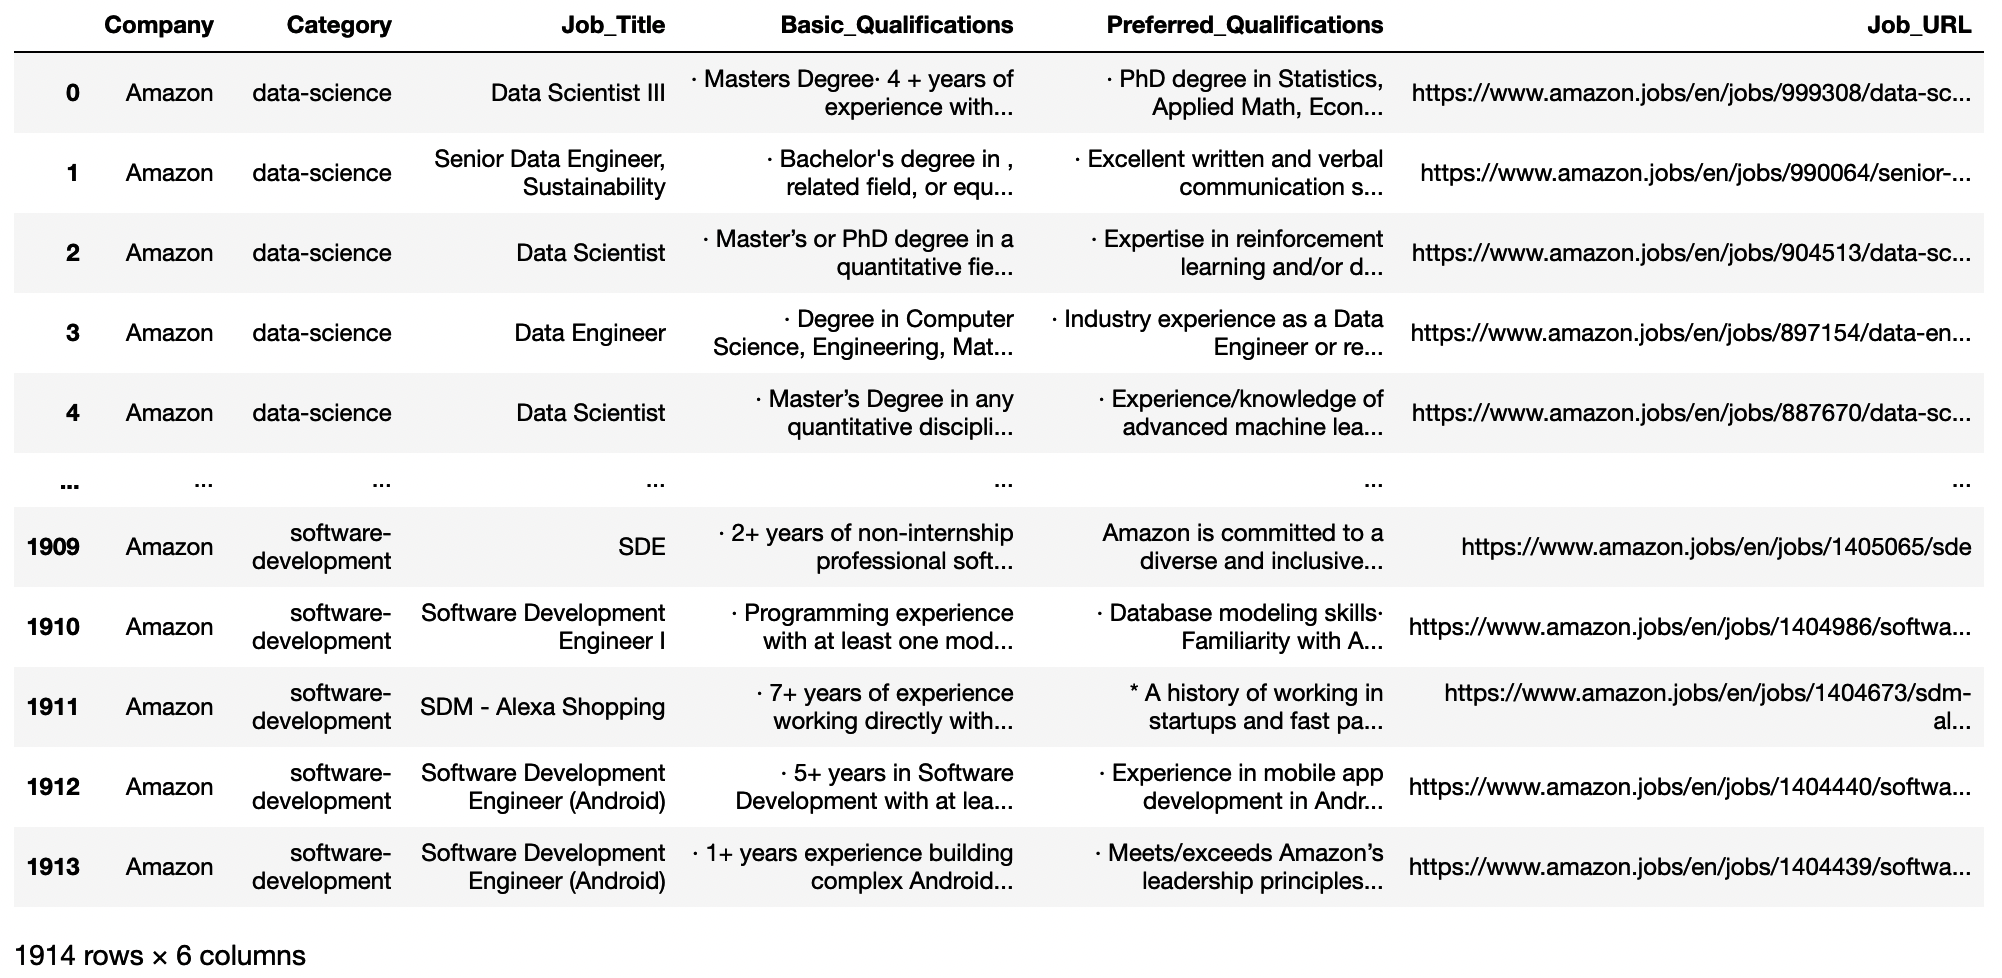 Company Category Job_Title Basic_Qualifications Preferred_Qualifications Job_URL
0 Amazon data-science Data Scientist III · Masters Degree· 4 + years of experience with... · PhD degree in Statistics, Applied Math, Econ... https://www.amazon.jobs/en/jobs/999308/data-sc...
1 Amazon data-science Senior Data Engineer, Sustainability · Bachelor's degree in , related field, or equ... · Excellent written and verbal communication s... https://www.amazon.jobs/en/jobs/990064/senior-...
2 Amazon data-science Data Scientist · Master’s or PhD degree in a quantitative fie... · Expertise in reinforcement learning and/or d... https://www.amazon.jobs/en/jobs/904513/data-sc...
3 Amazon data-science Data Engineer · Degree in Computer Science, Engineering, Mat... · Industry experience as a Data Engineer or re... https://www.amazon.jobs/en/jobs/897154/data-en...
4 Amazon data-science Data Scientist · Master’s Degree in any quantitative discipli... · Experience/knowledge of advanced machine lea... https://www.amazon.jobs/en/jobs/887670/data-sc...
... ... ... ... ... ... ...
1909 Amazon software-development SDE · 2+ years of non-internship professional soft... Amazon is committed to a diverse and inclusive... https://www.amazon.jobs/en/jobs/1405065/sde
1910 Amazon software-development Software Development Engineer I · Programming experience with at least one mod... · Database modeling skills· Familiarity with A... https://www.amazon.jobs/en/jobs/1404986/softwa...
1911 Amazon software-development SDM - Alexa Shopping · 7+ years of experience working directly with... * A history of working in startups and fast pa... https://www.amazon.jobs/en/jobs/1404673/sdm-al...
1912 Amazon software-development Software Development Engineer (Android) · 5+ years in Software Development with at lea... · Experience in mobile app development in Andr... https://www.amazon.jobs/en/jobs/1404440/softwa...
1913 Amazon software-development Software Development Engineer (Android) · 1+ years experience building complex Android... · Meets/exceeds Amazon’s leadership principles... https://www.amazon.jobs/en/jobs/1404439/softwa...
1914 rows × 6 columns